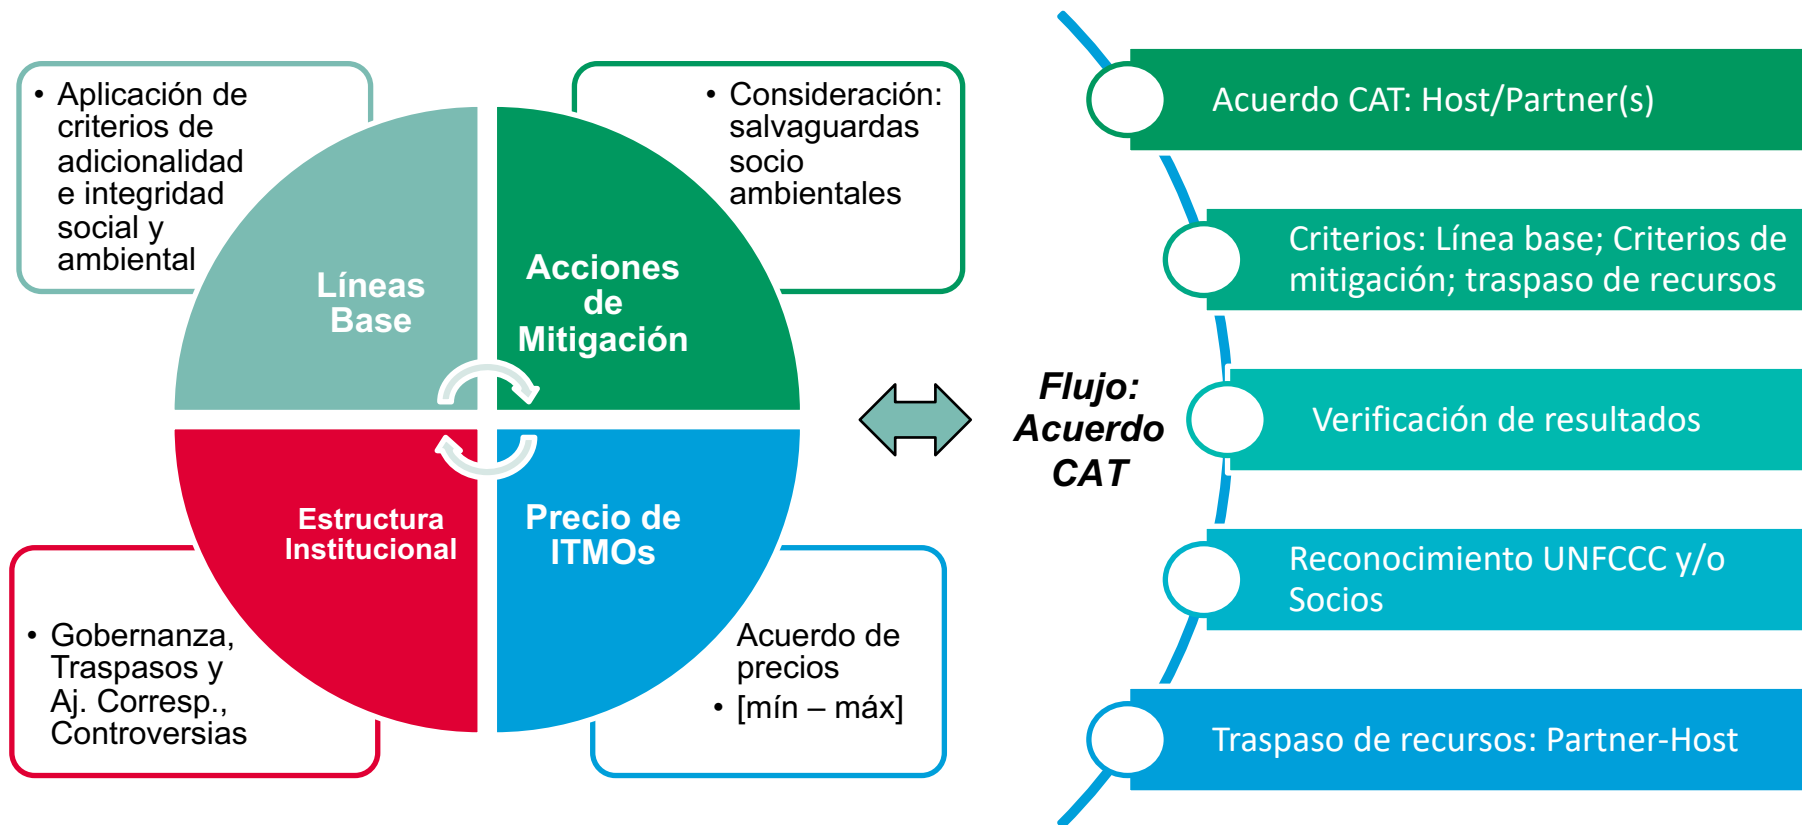 • Aplicación de
criterios de
adicionalidad
e integridad
social y
ambiental
Líneas
Base
• Consideración:
salvaguardas
socio
ambientales
Acciones
de
Mitigación
Estructura
Institucional
• Gobernanza,
Traspasos y
Aj. Corresp.,
Controversias
Precio de
ITMOs
Acuerdo de
precios
• [mín – máx]
Flujo:
Acuerdo
CAT
Acuerdo CAT: Host/Partner(s)
Criterios: Línea base; Criterios de
mitigación; traspaso de recursos
Verificación de resultados
Reconocimiento UNFCCC y/o
Socios
Traspaso de recursos: Partner-Host